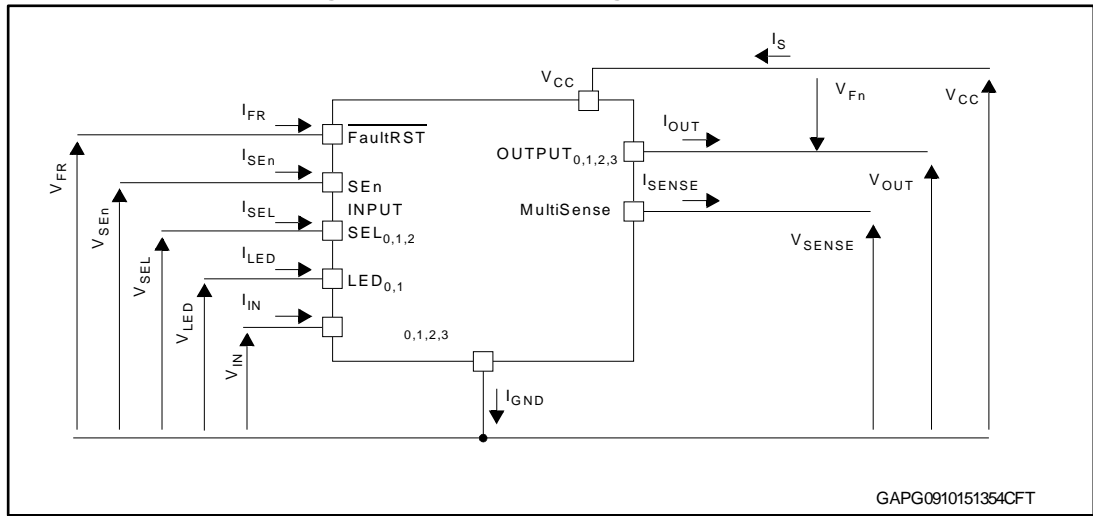 I_S
V_CC
V_Fn
V_CC
I_FR
FaultRST
I_OUT
OUTPUT_0,1,2,3
V_FR
I_SEn
SEn
I_SENSE
V_OUT
V_SEn
INPUT
I_SEL
SEL_0,1,2
MultiSense
V_SENSE
V_SEL
I_LED
LED_0,1
V_LED
I_IN
0,1,2,3
V_IN
I_GND
GAPG0910151354CFT